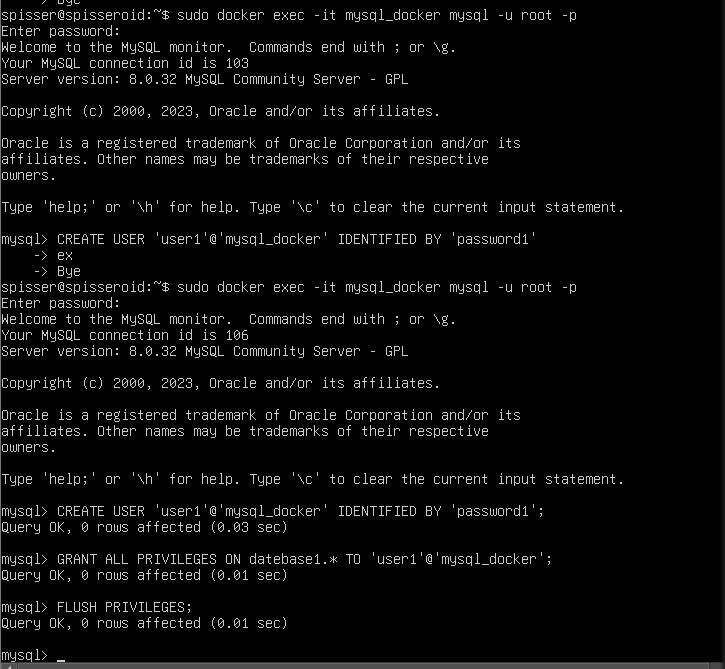 -> Bye
spisser@spisseroid:~$ sudo docker exec -it mysql_docker mysql -u root -p
Enter password:
Welcome to the MySQL monitor.  Commands end with ; or \g.
Your MySQL connection id is 103
Server version: 8.0.32 MySQL Community Server - GPL

Copyright (c) 2000, 2023, Oracle and/or its affiliates.

Oracle is a registered trademark of Oracle Corporation and/or its
affiliates. Other names may be trademarks of their respective
owners.

Type 'help;' or '\h' for help. Type '\c' to clear the current input statement.

mysql> CREATE USER 'user1'@'mysql_docker' IDENTIFIED BY 'password1'
    -> ex
    -> Bye
spisser@spisseroid:~$ sudo docker exec -it mysql_docker mysql -u root -p
Enter password:
Welcome to the MySQL monitor.  Commands end with ; or \g.
Your MySQL connection id is 106
Server version: 8.0.32 MySQL Community Server - GPL

Copyright (c) 2000, 2023, Oracle and/or its affiliates.

Oracle is a registered trademark of Oracle Corporation and/or its
affiliates. Other names may be trademarks of their respective
owners.

Type 'help;' or '\h' for help. Type '\c' to clear the current input statement.

mysql> CREATE USER 'user1'@'mysql_docker' IDENTIFIED BY 'password1';
Query OK, 0 rows affected (0.03 sec)

mysql> GRANT ALL PRIVILEGES ON datebase1.* TO 'user1'@'mysql_docker';
Query OK, 0 rows affected (0.01 sec)

mysql> FLUSH PRIVILEGES;
Query OK, 0 rows affected (0.01 sec)

mysql> _